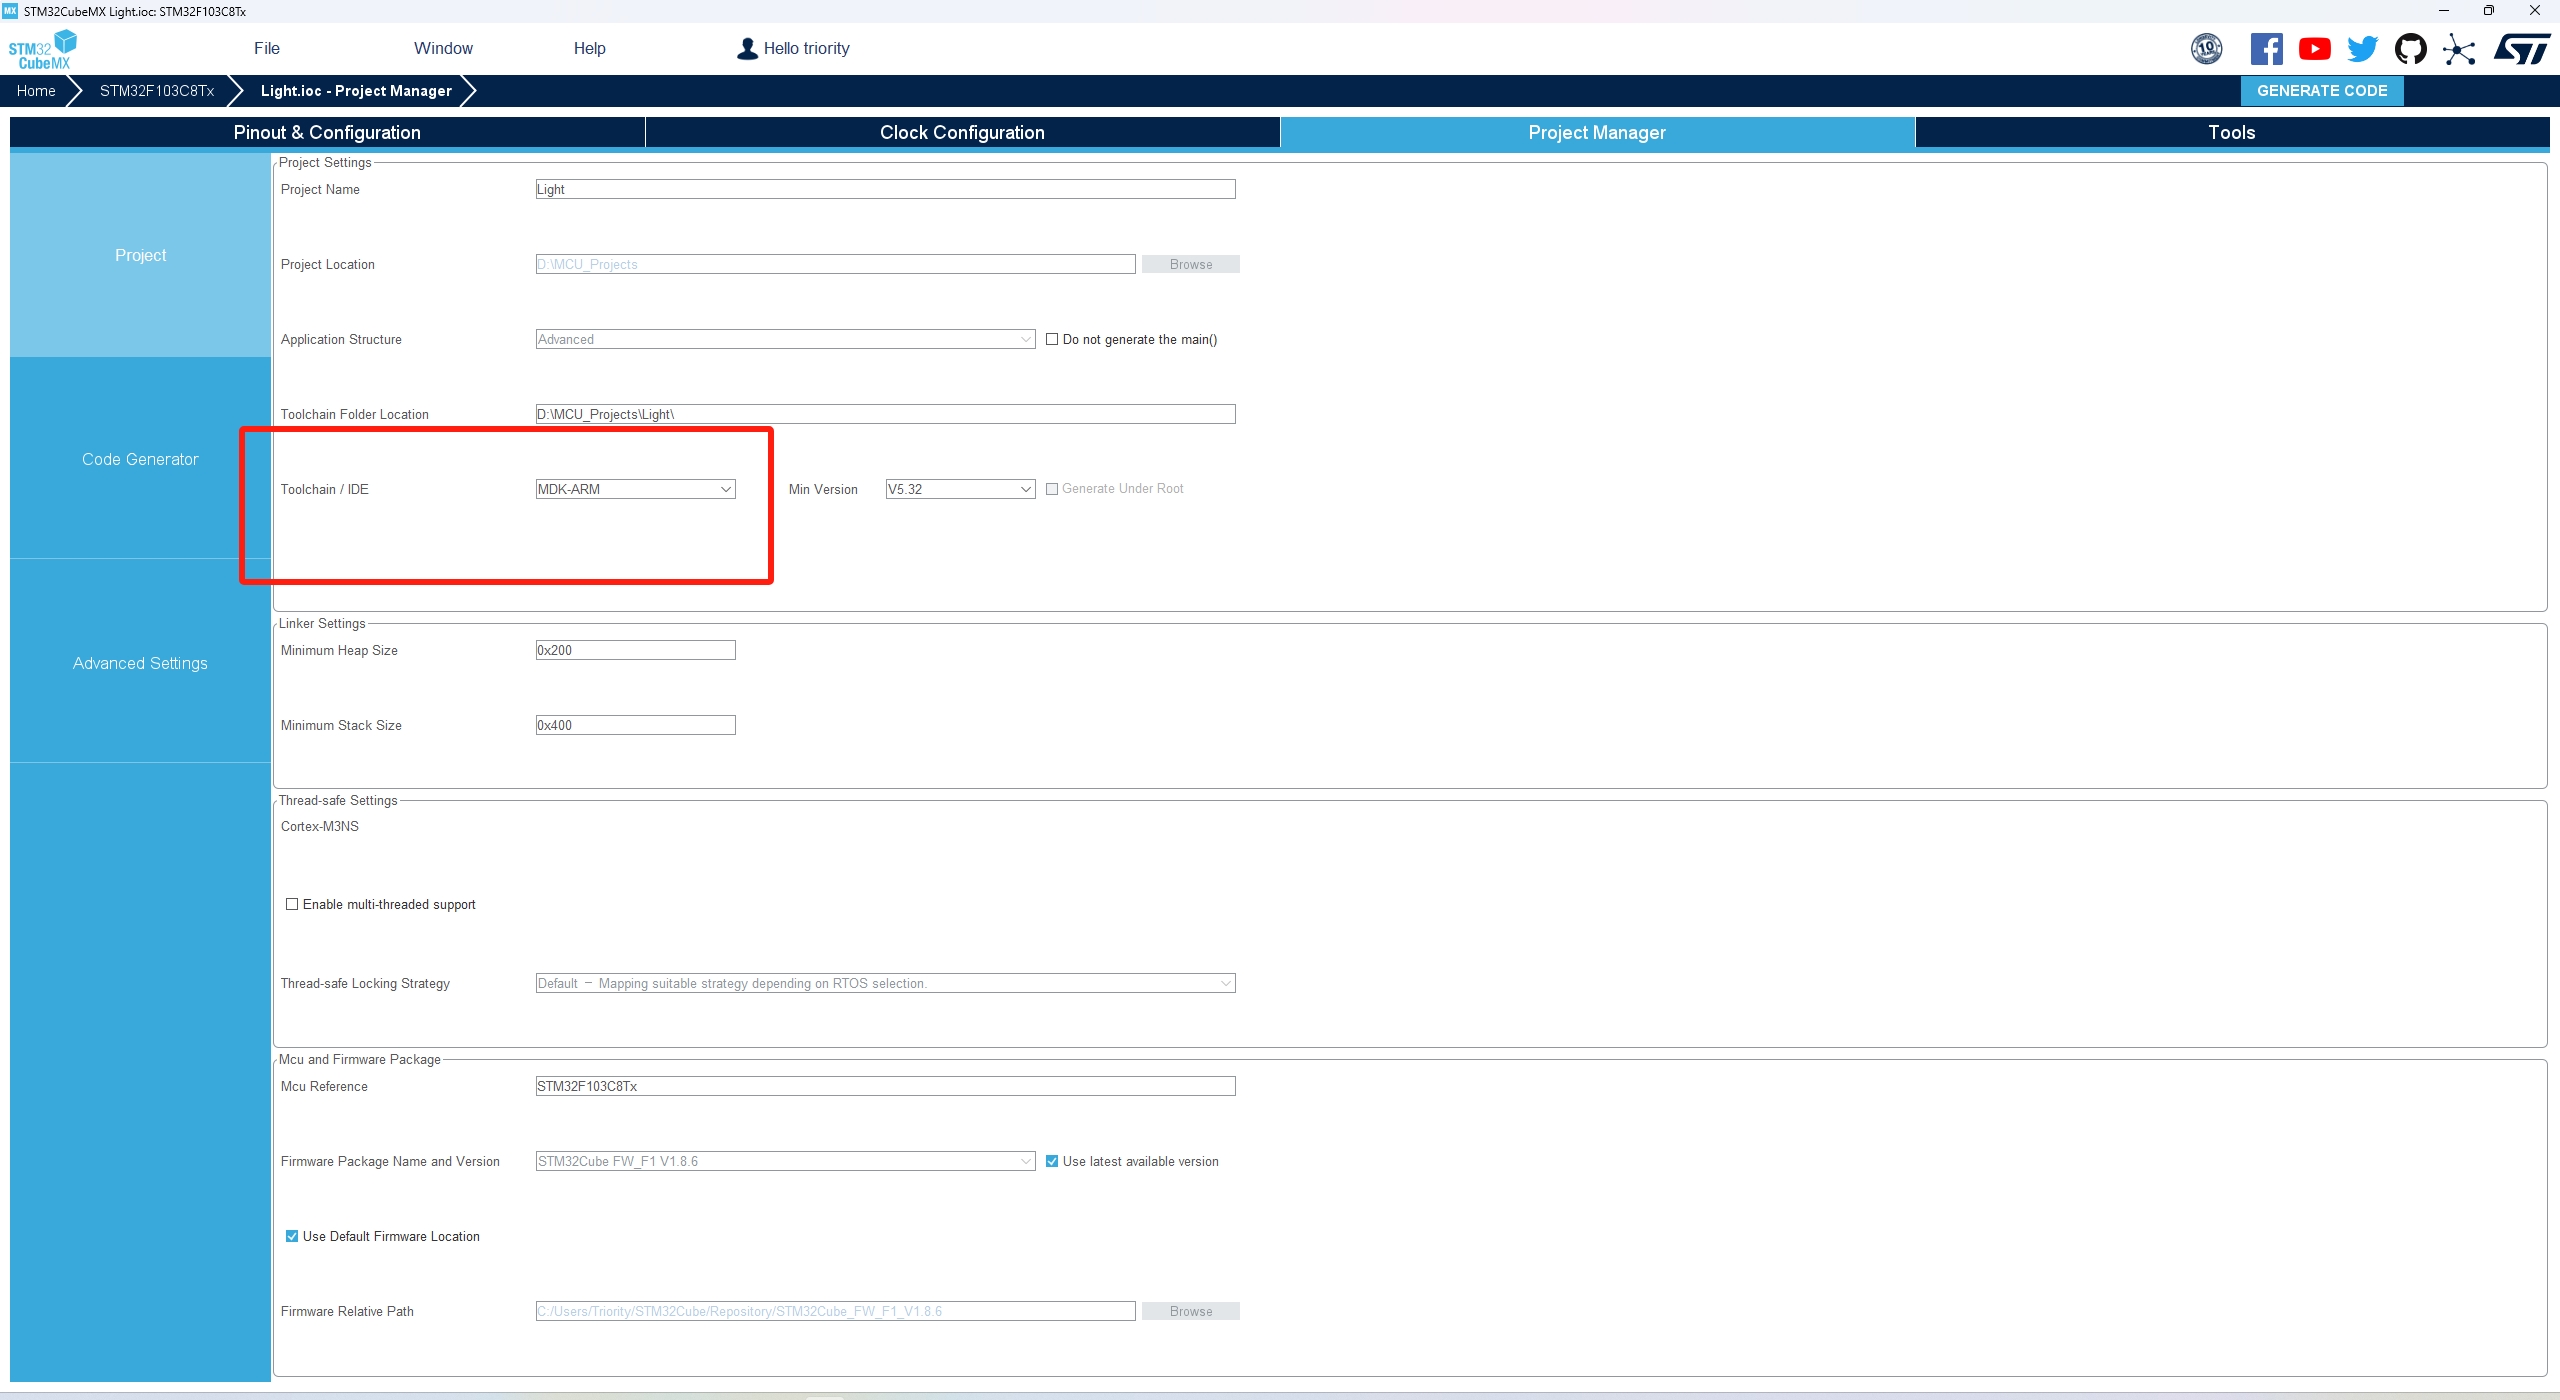 MX STM32CubeMX Light.ioc: STM32F103C8Tx
STM32
CubeMX
File Window Help Hello triority
10
Home STM32F103C8Tx Light.ioc - Project Manager GENERATE CODE
Pinout & Configuration Clock Configuration Project Manager Tools
Project
Code Generator
Advanced Settings
Project Settings
Project Name Light
Project Location D:\MCU_Projects Browse
Application Structure Advanced Do not generate the main()
Toolchain Folder Location D:\MCU_Projects\Light\
Toolchain / IDE MDK-ARM Min Version V5.32 Generate Under Root
Linker Settings
Minimum Heap Size 0x200
Minimum Stack Size 0x400
Thread-safe Settings
Cortex-M3NS
Enable multi-threaded support
Thread-safe Locking Strategy Default – Mapping suitable strategy depending on RTOS selection.
Mcu and Firmware Package
Mcu Reference STM32F103C8Tx
Firmware Package Name and Version STM32Cube FW_F1 V1.8.6 Use latest available version
Use Default Firmware Location
Firmware Relative Path C:/Users/Triority/STM32Cube/Repository/STM32Cube_FW_F1_V1.8.6 Browse